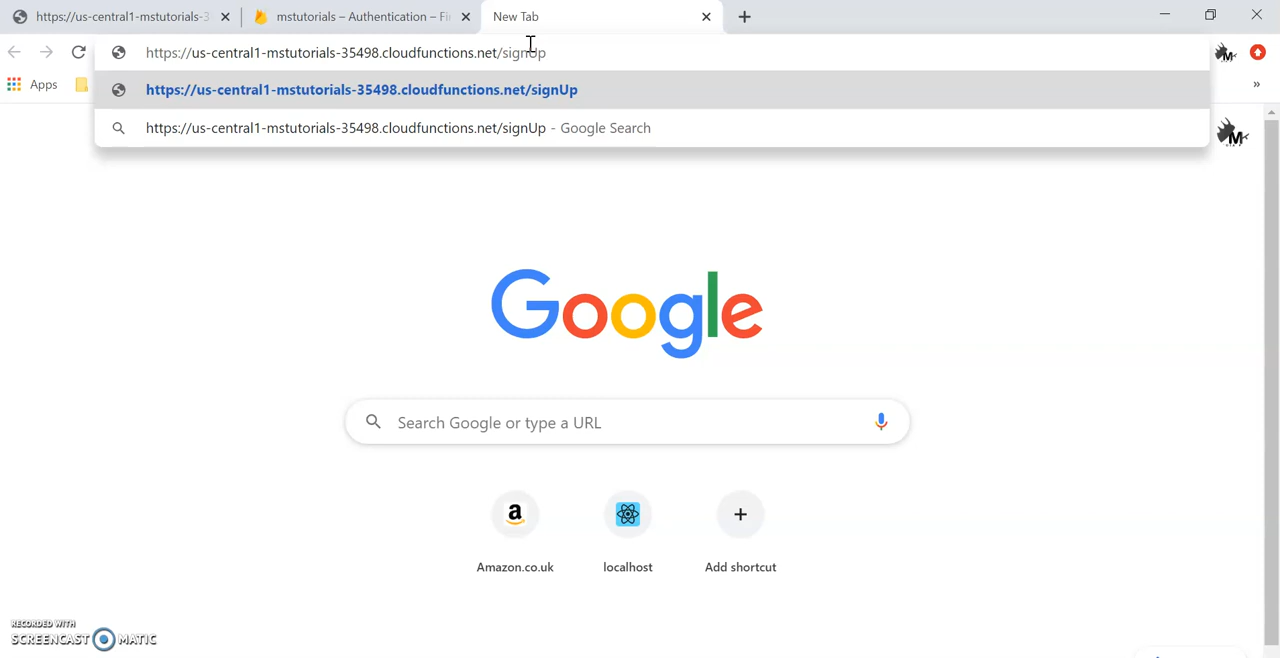 https://us-central1-mstutorials-3
mstutorials – Authentication – Fi
New Tab
https://us-central1-mstutorials-35498.cloudfunctions.net/signUp
Apps
»
https://us-central1-mstutorials-35498.cloudfunctions.net/signUp
https://us-central1-mstutorials-35498.cloudfunctions.net/signUp - Google Search
Google
Search Google or type a URL
Amazon.co.uk
localhost
Add shortcut
RECORDED WITH
SCREENCAST MATIC